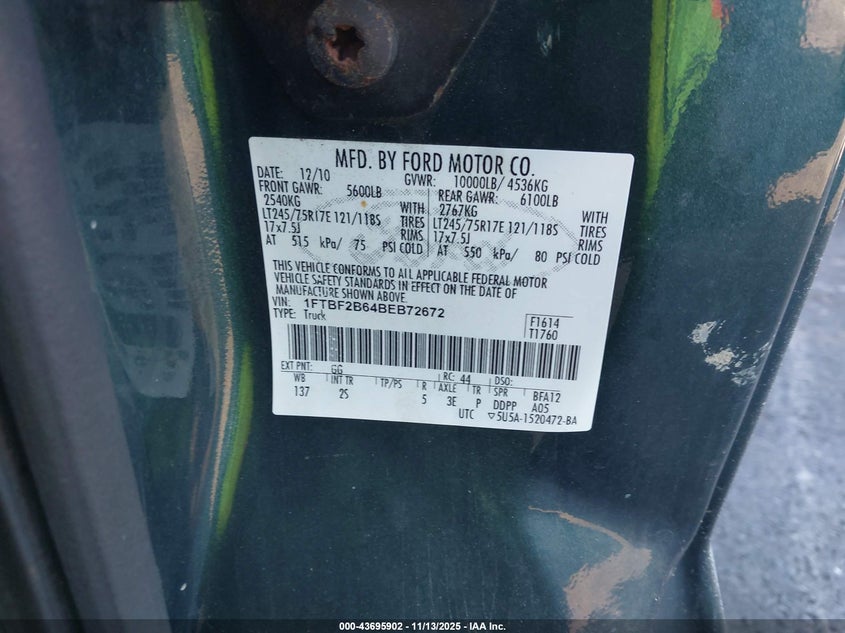 MFD. BY FORD MOTOR CO.
DATE: 12/10 GVWR: 10000LB/ 4536KG
FRONT GAWR: 5600LB REAR GAWR: 6100LB
2540KG WITH 2767KG WITH
LT245/75R17E 121/118S TIRES LT245/75R17E 121/118S TIRES
17x7.5J RIMS 17x7.5J RIMS
AT 515 kPa/ 75 PSI COLD AT 550 kPa/ 80 PSI COLD
THIS VEHICLE CONFORMS TO ALL APPLICABLE FEDERAL MOTOR
VEHICLE SAFETY STANDARDS IN EFFECT ON THE DATE OF
MANUFACTURE SHOWN ABOVE.
VIN: 1FTBF2B64BEB72672
TYPE: Truck
F1614
T1760
EXT PNT: GG RC: 44 DSO:
WB INT TR TP/PS R AXLE TR SPR BFA12
137 2S 5 3E P DDPP A05
UTC ▽5U5A-1520472-BA
000-43695902 - 11/13/2025 - IAA Inc.